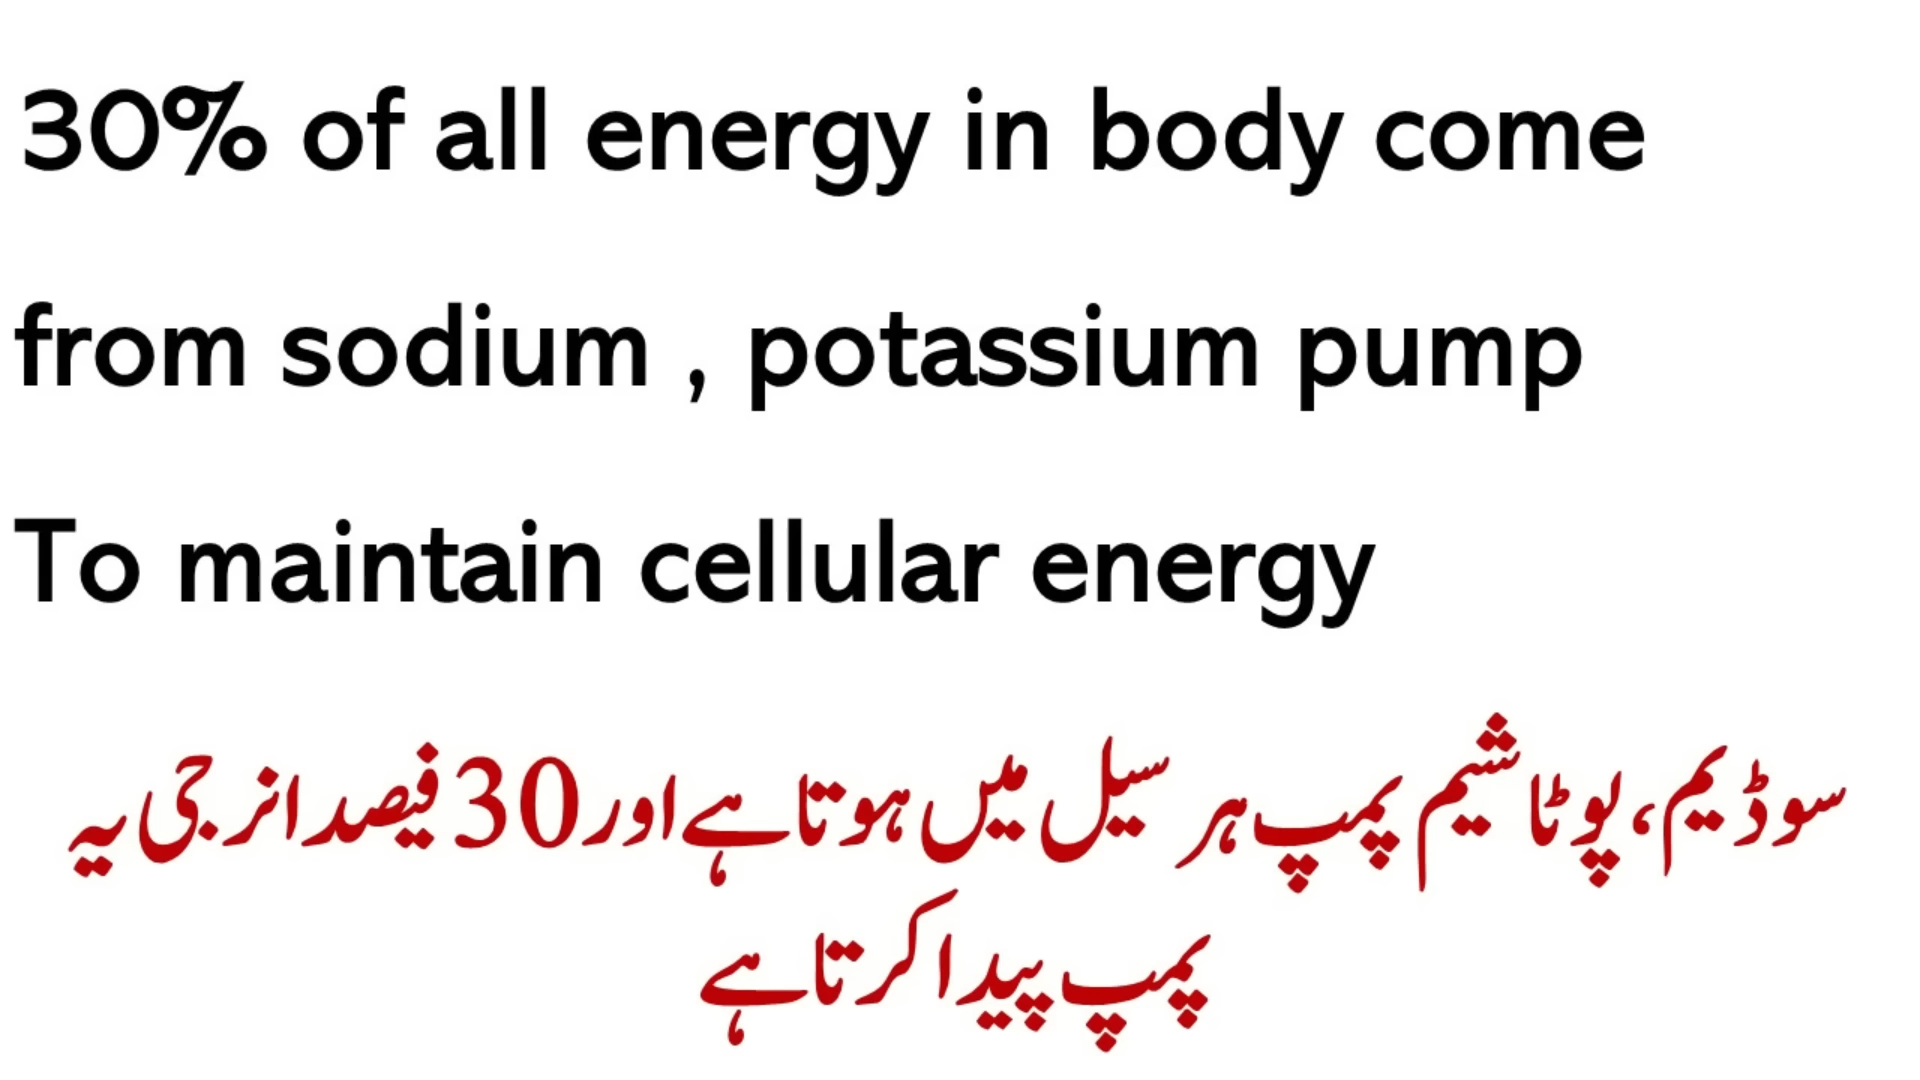 30% of all energy in body come
from sodium , potassium pump
To maintain cellular energy
سوڈیم، پوٹاشیم پمپ ہر سیل میں ہوتا ہے اور 30 فیصد انرجی یہ
پمپ پیدا کرتا ہے